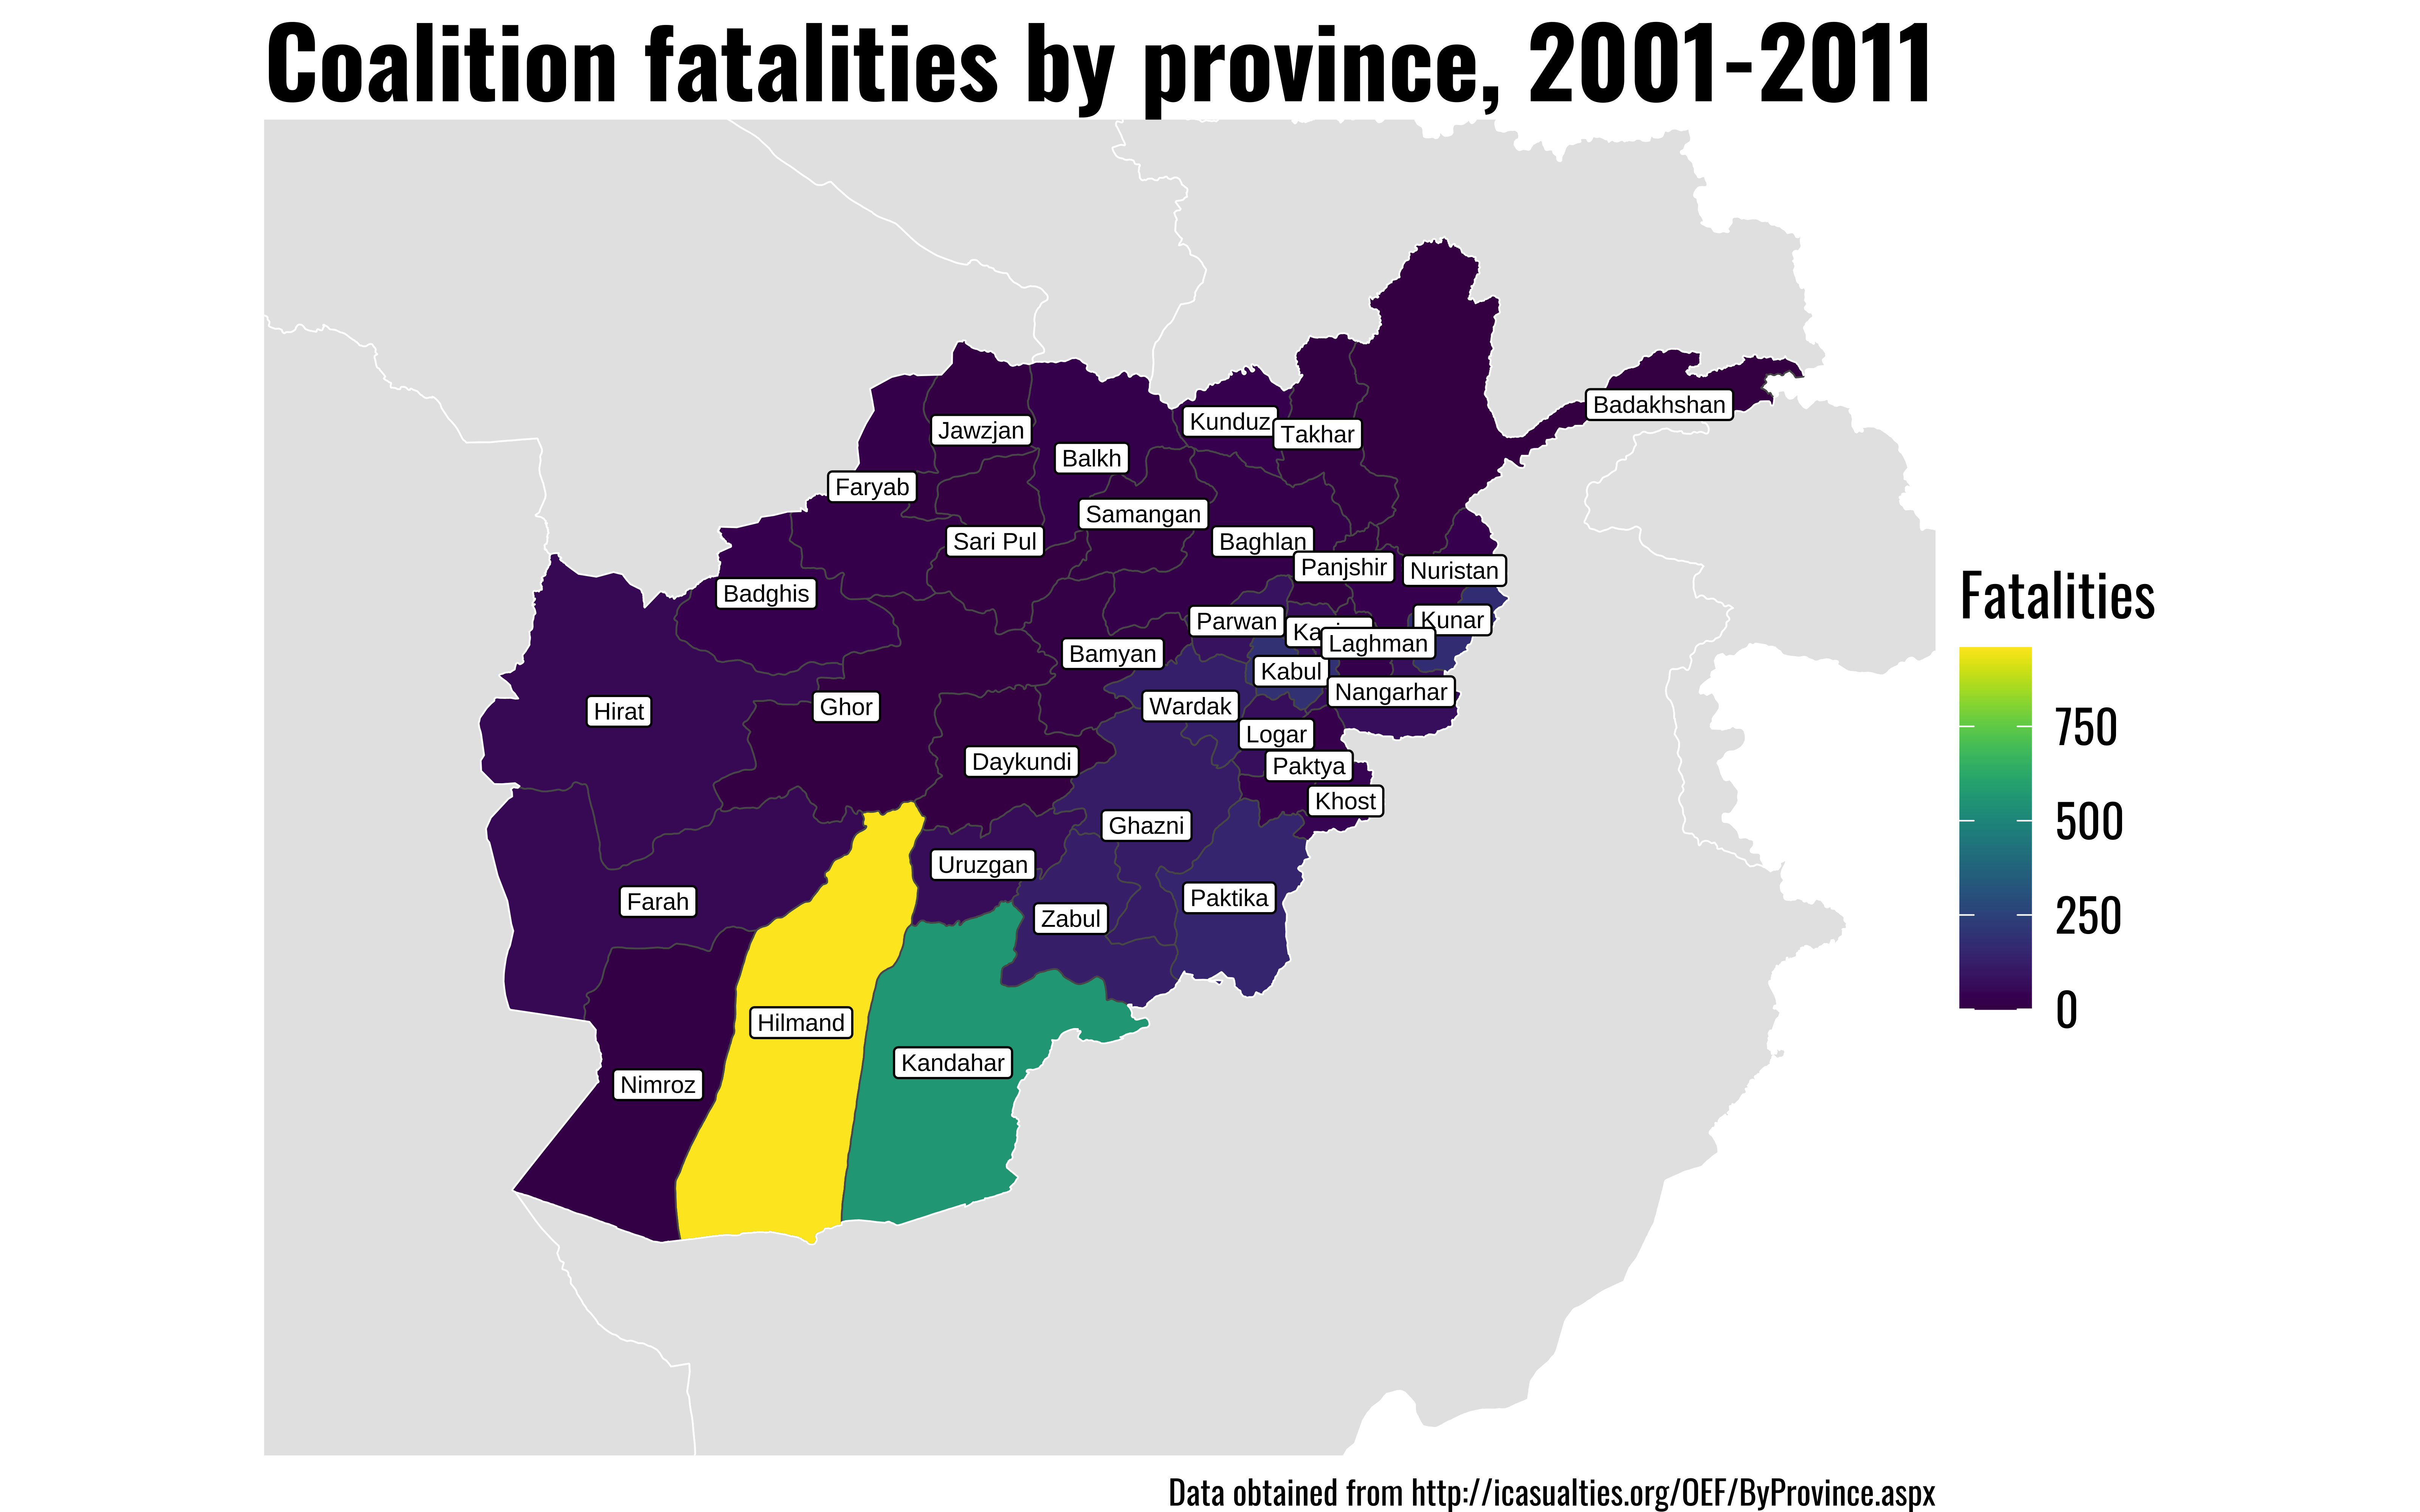 Coalition fatalities by province, 2001-2011
Badakhshan
Kunduz
Takhar
Jawzjan
Balkh
Faryab
Samangan
Sari Pul
Baghlan
Panjshir
Nuristan
Badghis
Parwan
Kunar
Laghman
Bamyan
Kabul
Nangarhar
Hirat
Ghor
Wardak
Logar
Daykundi
Paktya
Khost
Ghazni
Uruzgan
Farah
Zabul
Paktika
Hilmand
Kandahar
Nimroz
Fatalities
750
500
250
0
Data obtained from http://icasualties.org/OEF/ByProvince.aspx